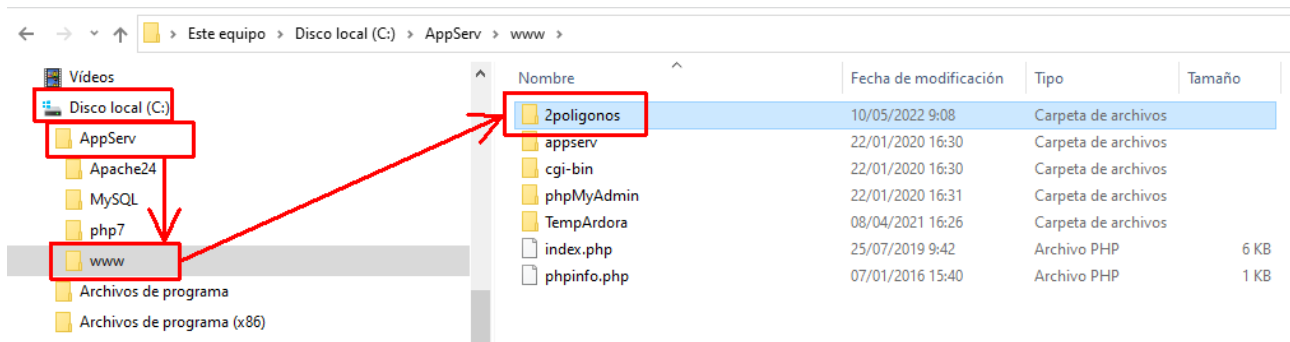 Este equipo > Disco local (C:) > AppServ > www >
Vídeos
Disco local (C:)
AppServ
Apache24
MySQL
php7
www
Archivos de programa
Archivos de programa (x86)
Nombre Fecha de modificación Tipo Tamaño
2poligonos 10/05/2022 9:08 Carpeta de archivos
appserv 22/01/2020 16:30 Carpeta de archivos
cgi-bin 22/01/2020 16:30 Carpeta de archivos
phpMyAdmin 22/01/2020 16:31 Carpeta de archivos
TempArdora 08/04/2021 16:26 Carpeta de archivos
index.php 25/07/2019 9:42 Archivo PHP 6 KB
phpinfo.php 07/01/2016 15:40 Archivo PHP 1 KB